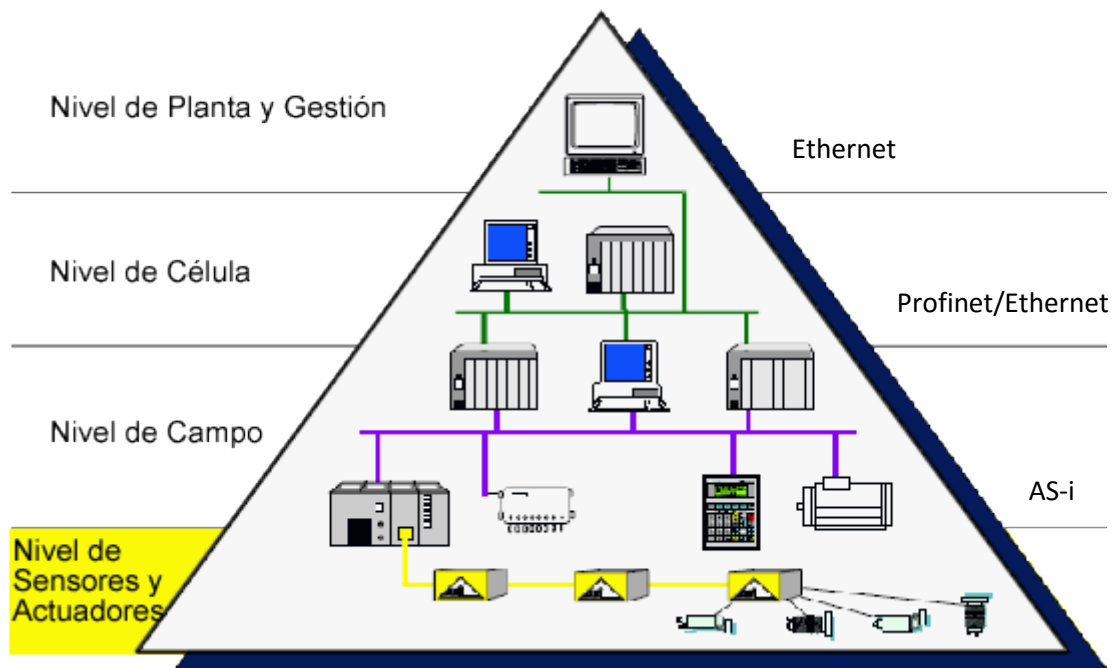 Nivel de Planta y Gestión
Ethernet
Nivel de Célula
Profinet/Ethernet
Nivel de Campo
AS-i
Nivel de
Sensores y
Actuadores